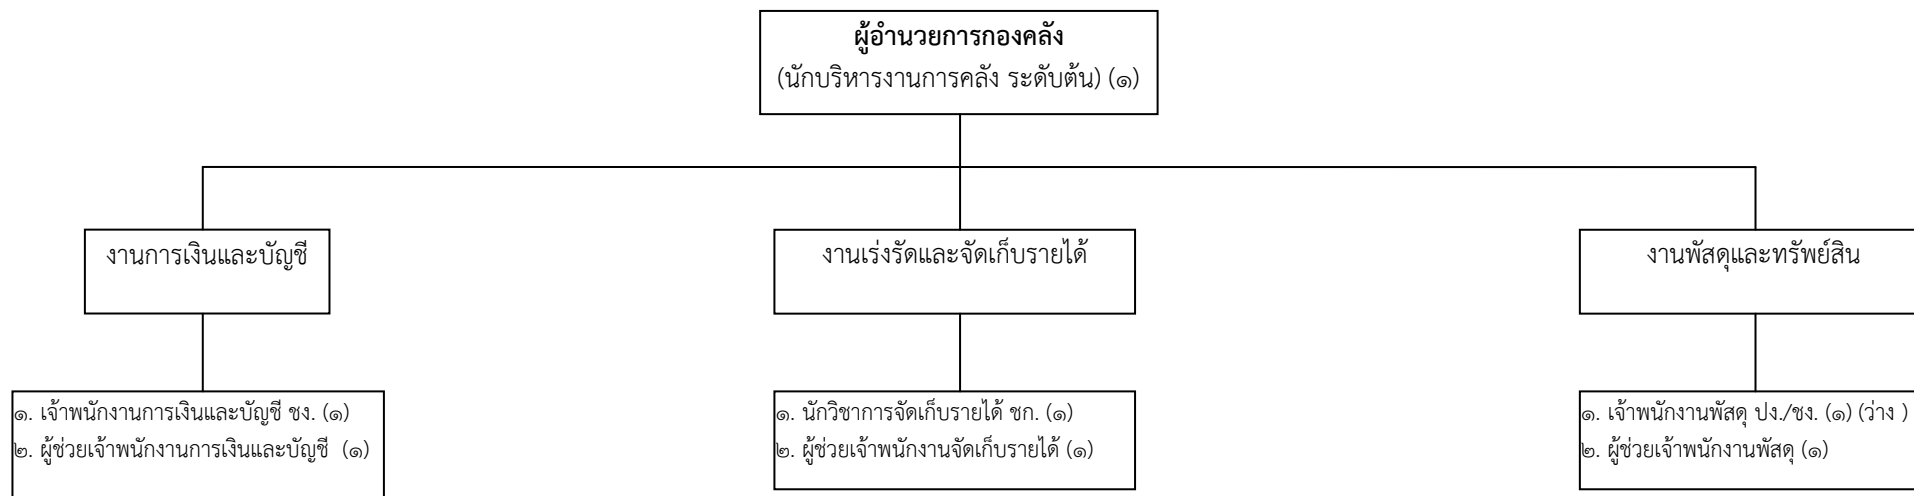 ผู้อำนวยการกองคลัง
(นักบริหารงานการคลัง ระดับต้น) (๑)
งานการเงินและบัญชี
งานเร่งรัดและจัดเก็บรายได้
งานพัสดุและทรัพย์สิน
๑. เจ้าพนักงานการเงินและบัญชี ชง. (๑)
๒. ผู้ช่วยเจ้าพนักงานการเงินและบัญชี (๑)
๑. นักวิชาการจัดเก็บรายได้ ชก. (๑)
๒. ผู้ช่วยเจ้าพนักงานจัดเก็บรายได้ (๑)
๑. เจ้าพนักงานพัสดุ ปง./ชง. (๑) (ว่าง )
๒. ผู้ช่วยเจ้าพนักงานพัสดุ (๑)